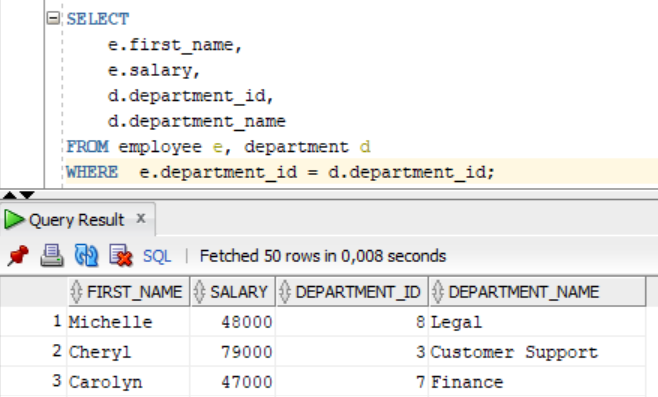 SELECT
e.first_name,
e.salary,
d.department_id,
d.department_name
FROM employee e, department d
WHERE  e.department_id = d.department_id;
Query Result x
SQL | Fetched 50 rows in 0,008 seconds
FIRST_NAME SALARY DEPARTMENT_ID DEPARTMENT_NAME
1 Michelle 48000 8 Legal
2 Cheryl 79000 3 Customer Support
3 Carolyn 47000 7 Finance